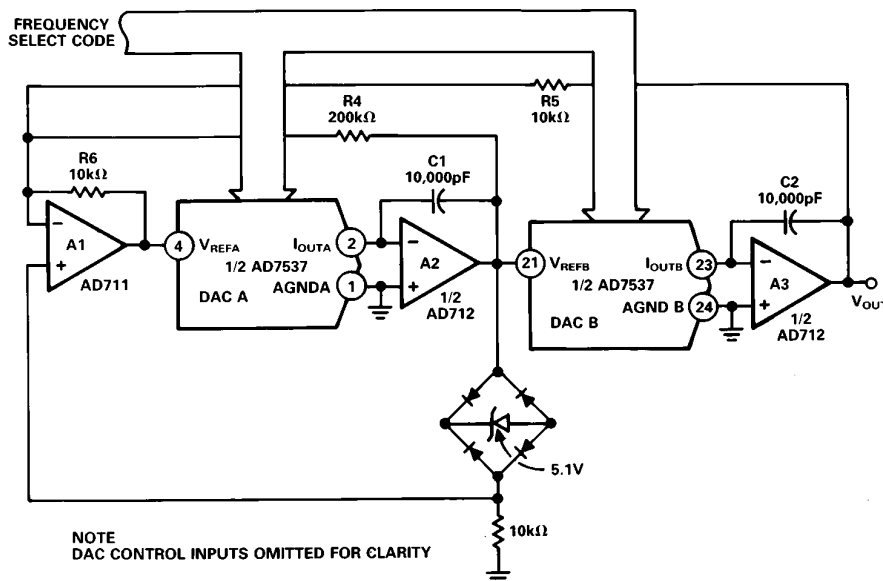 FREQUENCY
SELECT CODE
R4
200kΩ
R5
10kΩ
R6
10kΩ
C1
10,000pF
C2
10,000pF
A1
AD711
4
VREFA
IOUTA
2
1/2 AD7537
AGNDA
1
DAC A
A2
1/2
AD712
21
VREFB
IOUTB
23
1/2 AD7537
AGND B
24
DAC B
A3
1/2
AD712
VOUT
5.1V
10kΩ
NOTE
DAC CONTROL INPUTS OMITTED FOR CLARITY
− 
+
−
+
−
+